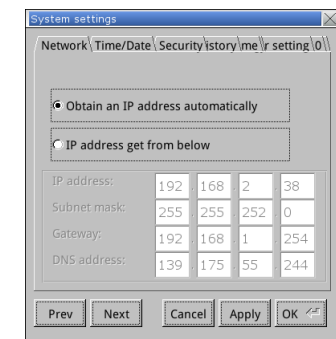 System settings
Network Time/Date Security istory me r setting 0
Obtain an IP address automatically
IP address get from below
IP address: 192 . 168 . 2 . 38
Subnet mask: 255 . 255 . 252 . 0
Gateway: 192 . 168 . 1 . 254
DNS address: 139 . 175 . 55 . 244
Prev Next Cancel Apply OK